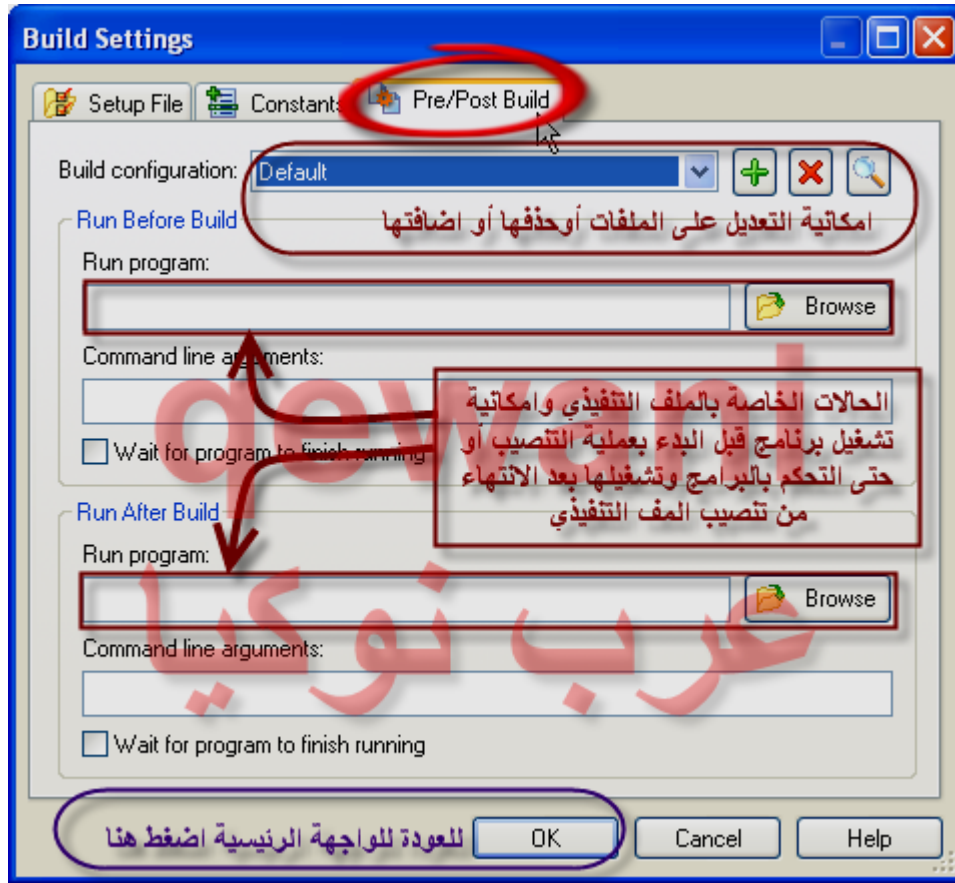 Build Settings
Setup File
Constants
Pre/Post Build
Build configuration:
Default
امكانية التعديل على الملفات أوحذفها أو اضافتها
Run Before Build
Run program:
Browse
Command line arguments:
الحالات الخاصة بالملف التنفيذي وامكانية
تشغيل برنامج قبل البدء بعملية التنصيب أو
حتى التحكم بالبرامج وتشغيلها بعد الانتهاء
من تنصيب المف التنفيذي
Wait for program to finish running
qewani
Run After Build
Run program:
Browse
عرب نوكيا
Command line arguments:
Wait for program to finish running
للعودة للواجهة الرئيسية اضغط هنا
OK
Cancel
Help